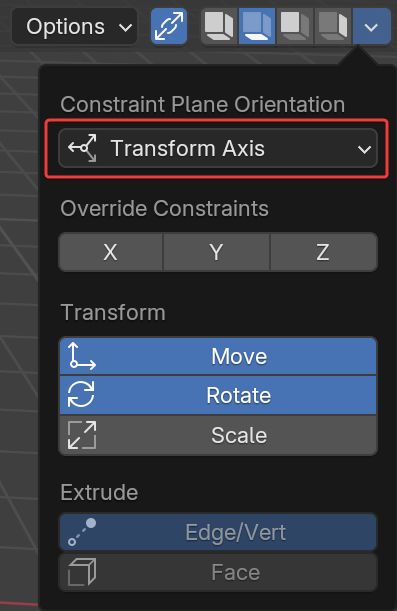 Options
Constraint Plane Orientation
Transform Axis
Override Constraints
X Y Z
Transform
Move
Rotate
Scale
Extrude
Edge/Vert
Face